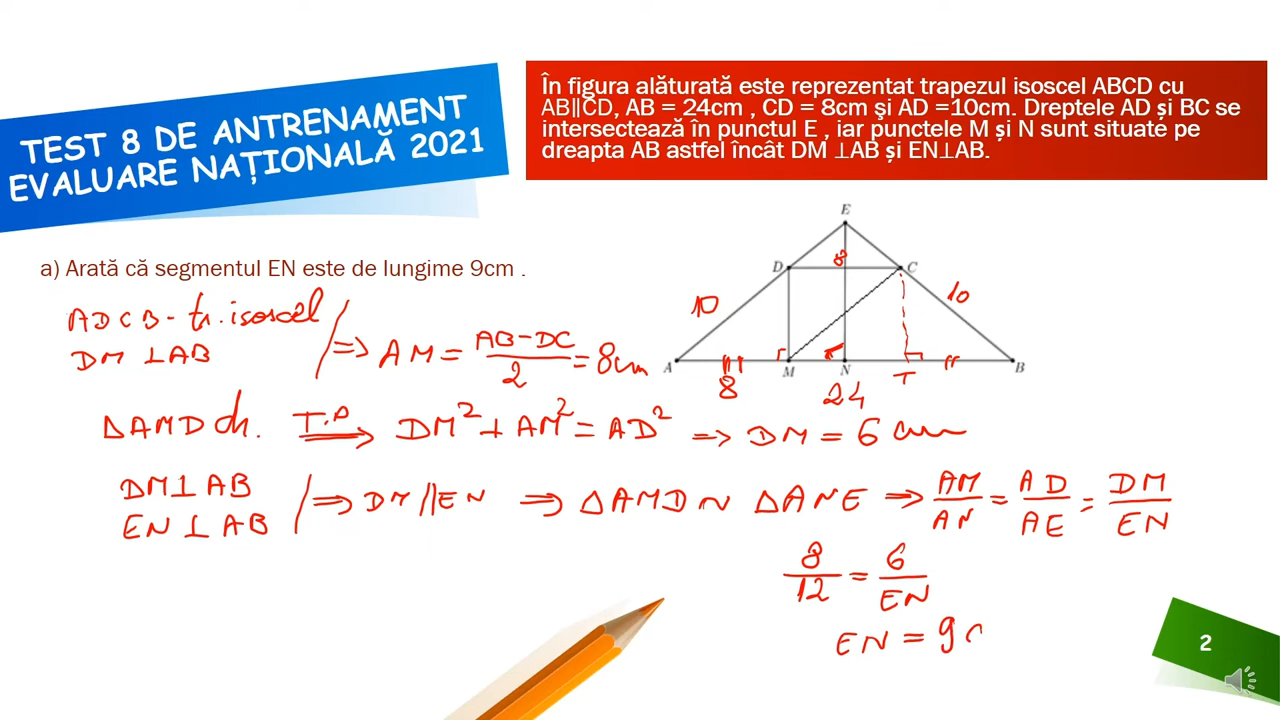 TEST 8 DE ANTRENAMENT
EVALUARE NAȚIONALĂ 2021
În figura alăturată este reprezentat trapezul isoscel ABCD cu
AB∥CD, AB = 24cm , CD = 8cm şi AD =10cm. Dreptele AD și BC se
intersectează în punctul E , iar punctele M și N sunt situate pe
dreapta AB astfel încât DM ⊥AB și EN⊥AB.
a) Arată că segmentul EN este de lungime 9cm .
E
D
8
C
10
10
A
M
N
T
B
8
24
ADCB - tr. isoscel
DM ⊥ AB
=> AM = (AB-DC)/2 = 8cm
ΔAMD dr. T.P => DM² + AM² = AD² => DM = 6 cm
DM ⊥ AB
EN ⊥ AB
=> DM ∥ EN => ΔAMD ~ ΔANE => AM/AN = AD/AE = DM/EN
8/12 = 6/EN
EN = 9 c
2